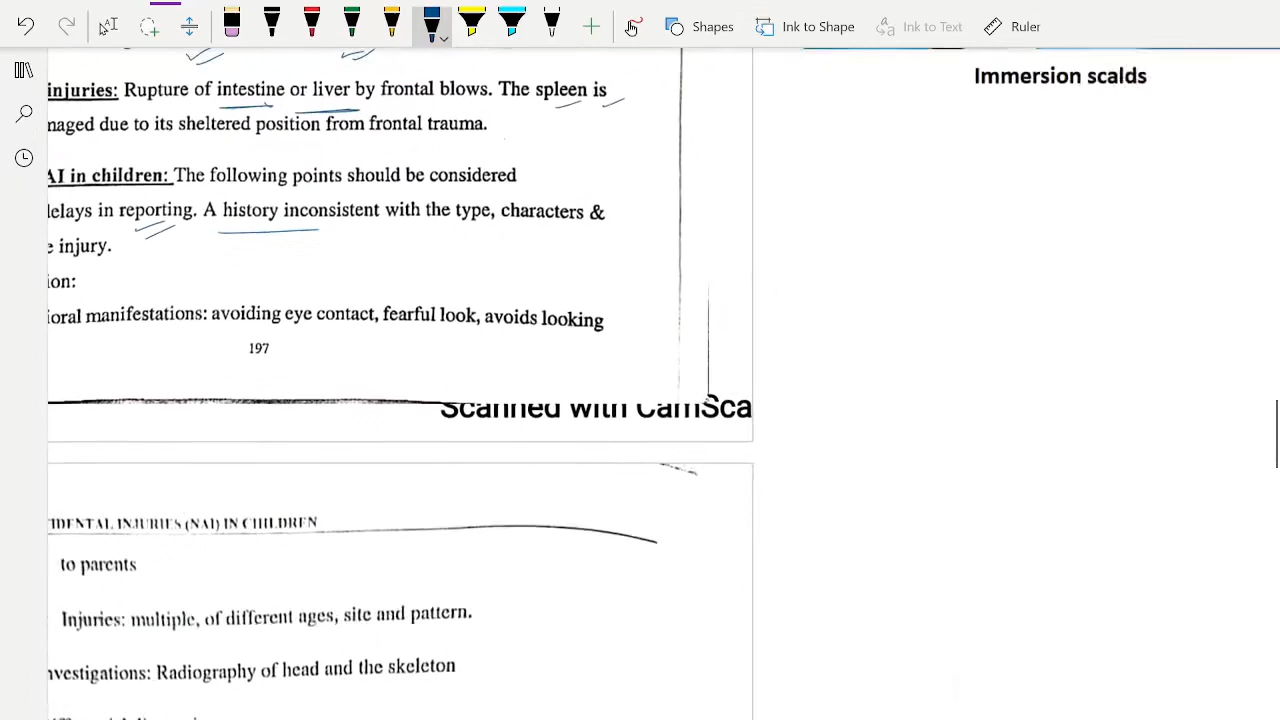 Shapes
Ink to Shape
Ink to Text
Ruler
Immersion scalds
injuries: Rupture of intestine or liver by frontal blows. The spleen is
maged due to its sheltered position from frontal trauma.
AI in children: The following points should be considered
delays in reporting. A history inconsistent with the type, characters &
e injury.
ion:
ioral manifestations: avoiding eye contact, fearful look, avoids looking
197
Scanned with CamSca
IDENTAL INJURIES (NAI) IN CHILDREN
to parents
Injuries: multiple, of different ages, site and pattern.
nvestigations: Radiography of head and the skeleton